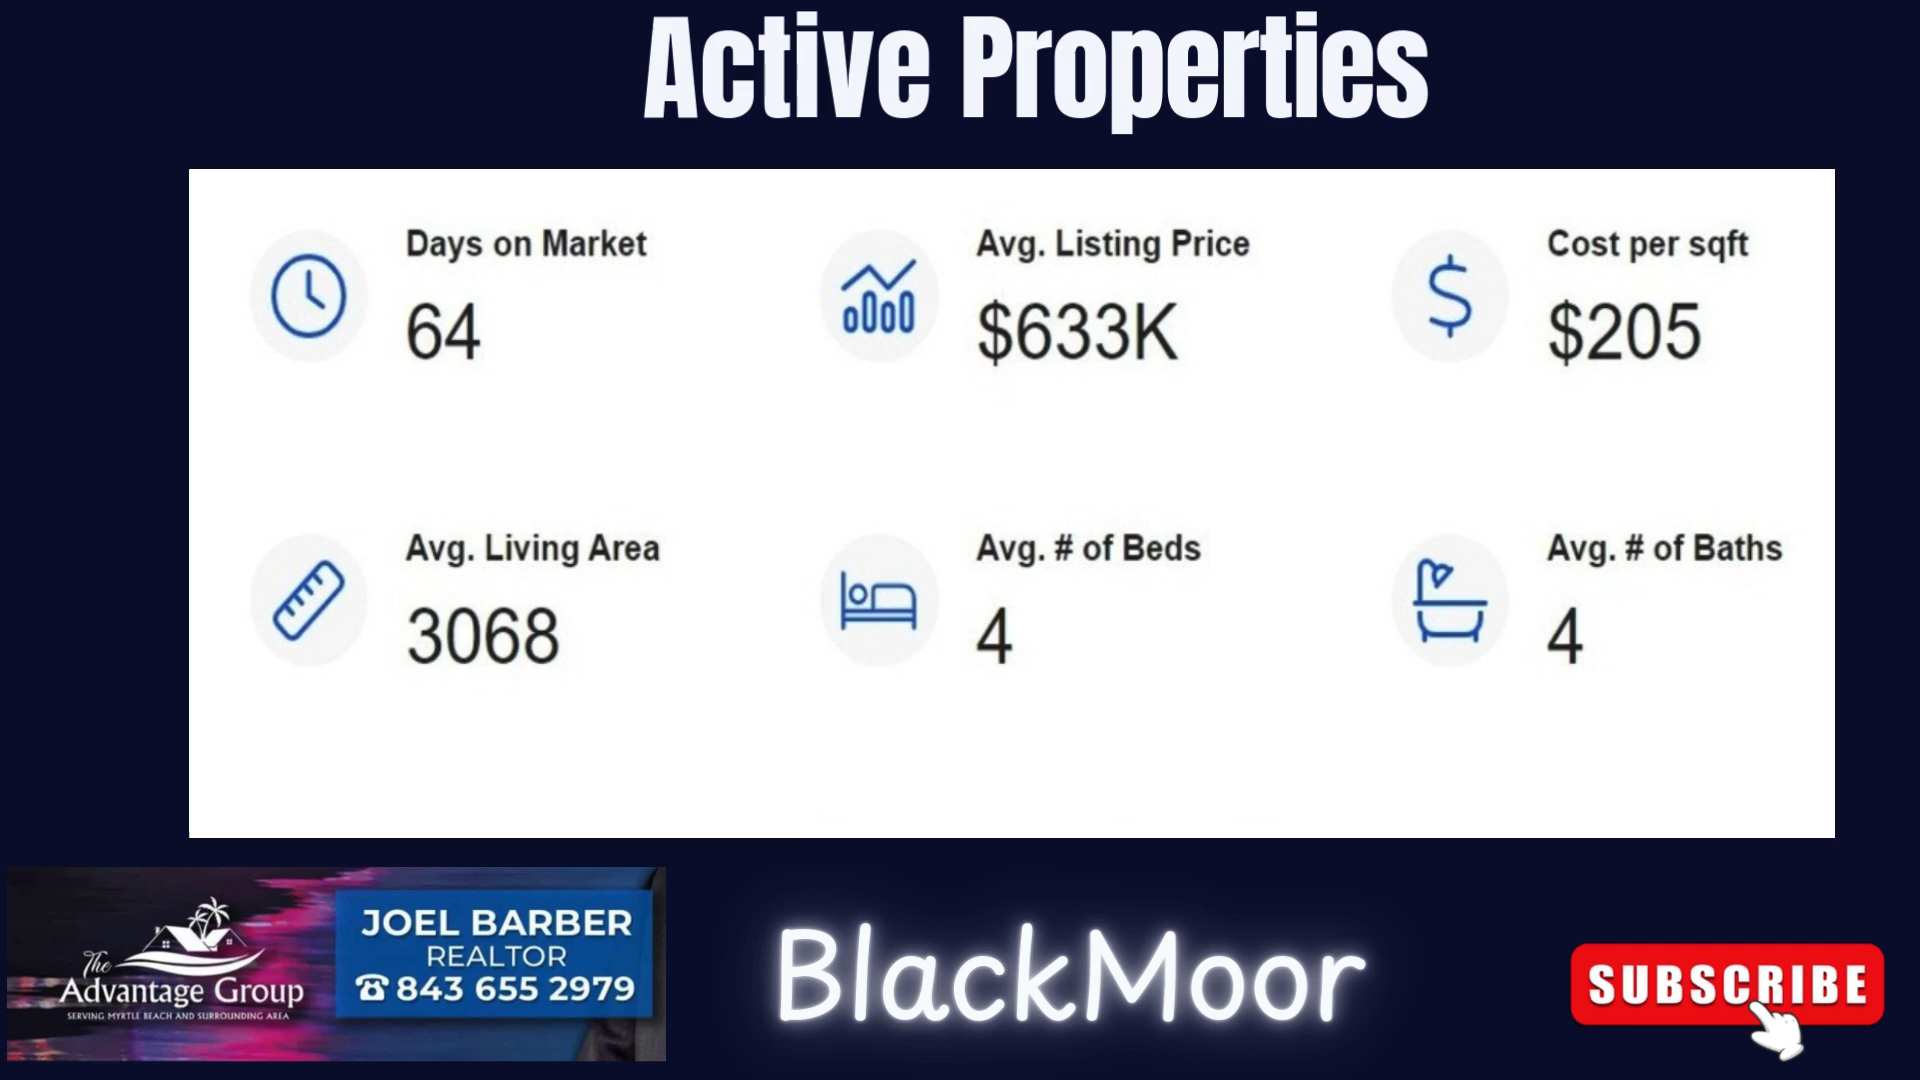 Active Properties
Days on Market
64
Avg. Listing Price
$633K
Cost per sqft
$205
Avg. Living Area
3068
Avg. # of Beds
4
Avg. # of Baths
4
The
Advantage Group
SERVING MYRTLE BEACH AND SURROUNDING AREA
JOEL BARBER
REALTOR
☎ 843 655 2979
BlackMoor
SUBSCRIBE